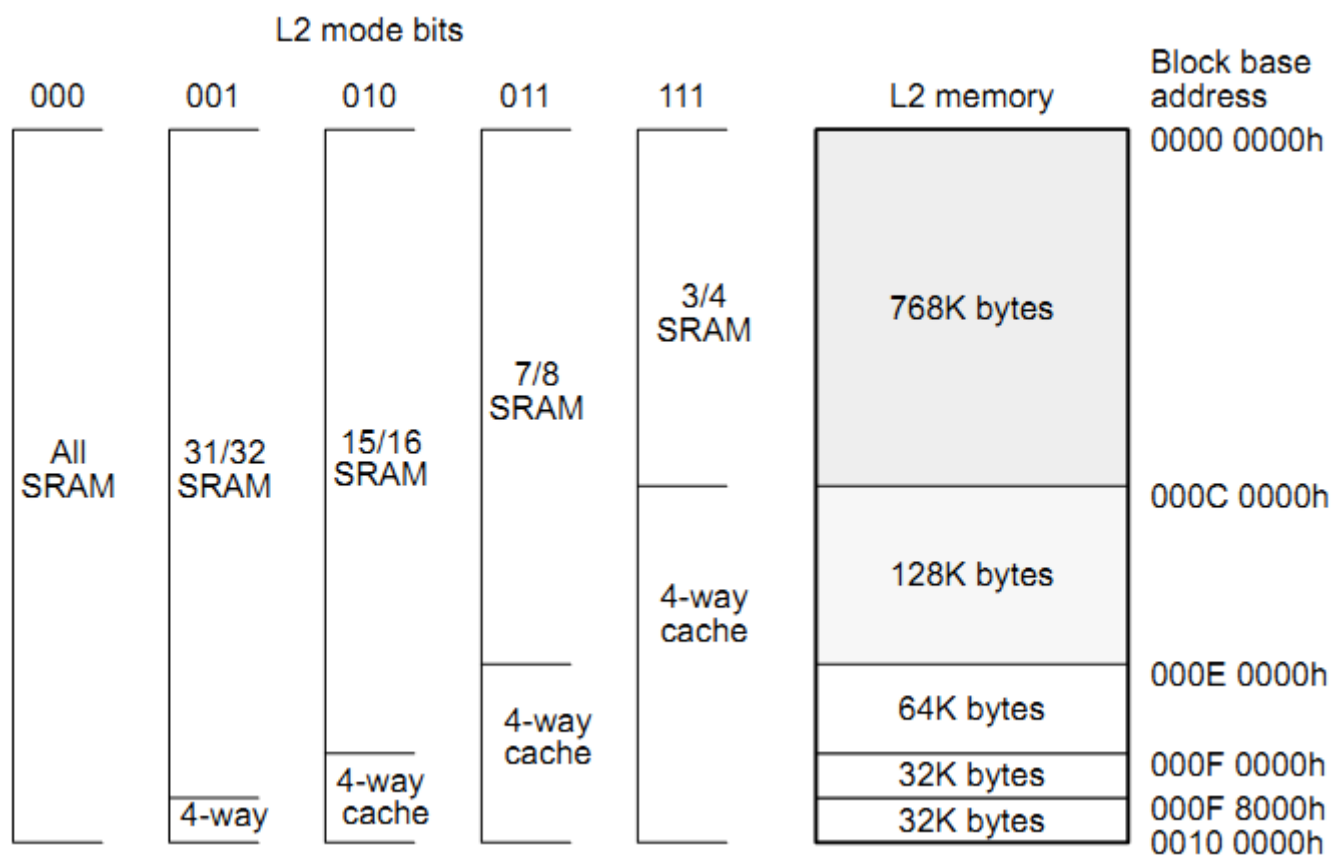 L2 mode bits
Block base
address
000 001 010 011 111 L2 memory
0000 0000h
3/4
SRAM
768K bytes
7/8
SRAM
All
SRAM
31/32
SRAM
15/16
SRAM
000C 0000h
128K bytes
4-way
cache
000E 0000h
64K bytes
4-way
cache
000F 0000h
32K bytes
4-way
cache
000F 8000h
4-way
32K bytes
0010 0000h